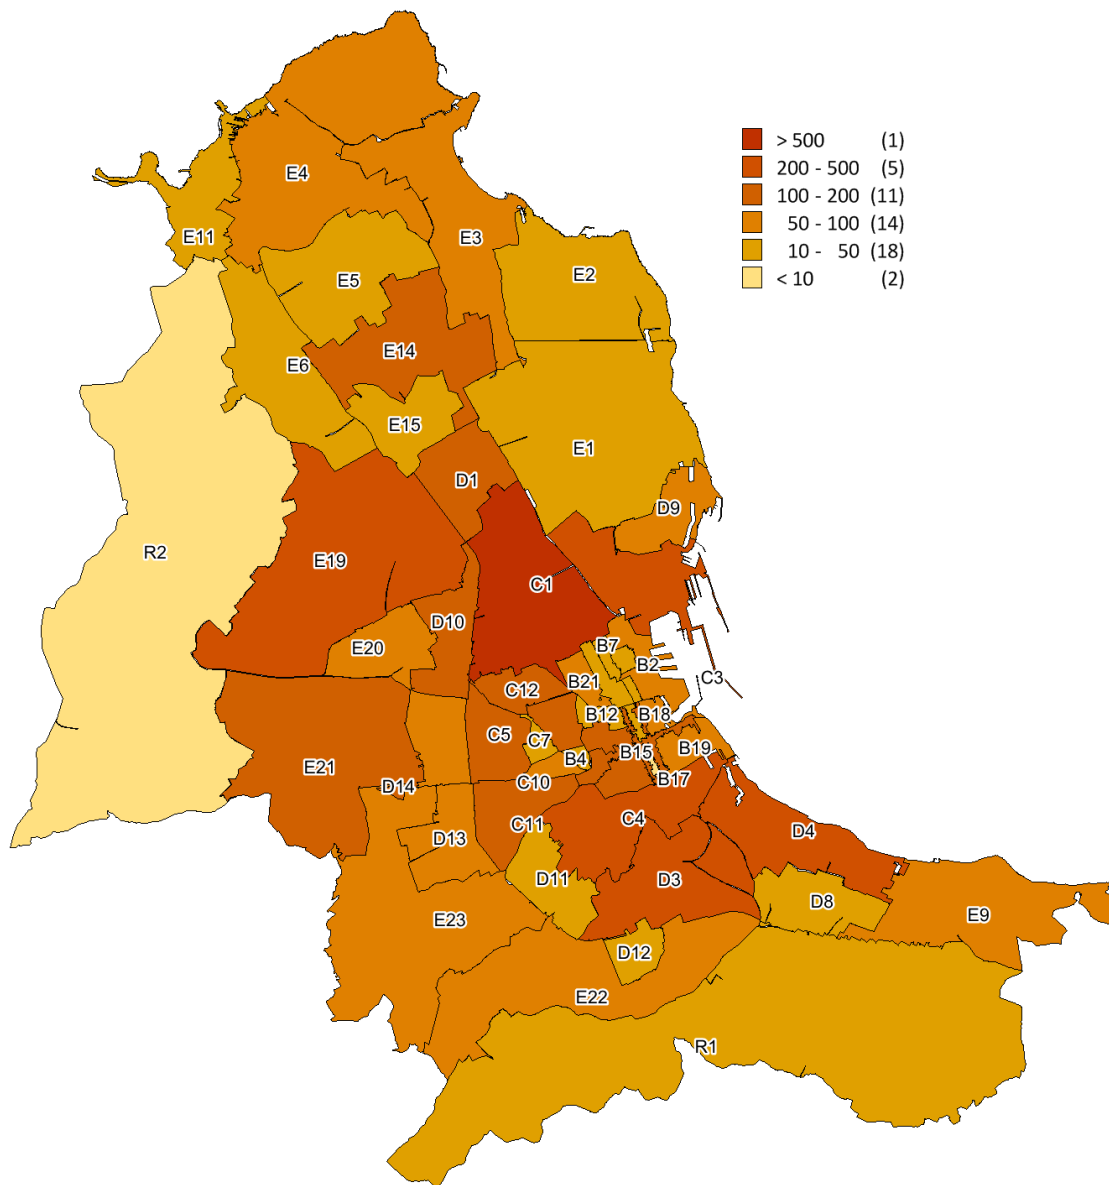 > 500 (1)
200 - 500 (5)
100 - 200 (11)
50 - 100 (14)
10 - 50 (18)
< 10 (2)
E4
E11
E3
E2
E5
E14
E6
E15
E1
D1
D9
R2
E19
C1
D10
E20
B7
B2
C3
C12
B21
B12
B18
C5
C7
B15
B19
B4
E21
B17
D14
C10
C11
C4
D4
D13
D11
D3
D8
E23
E9
D12
E22
R1